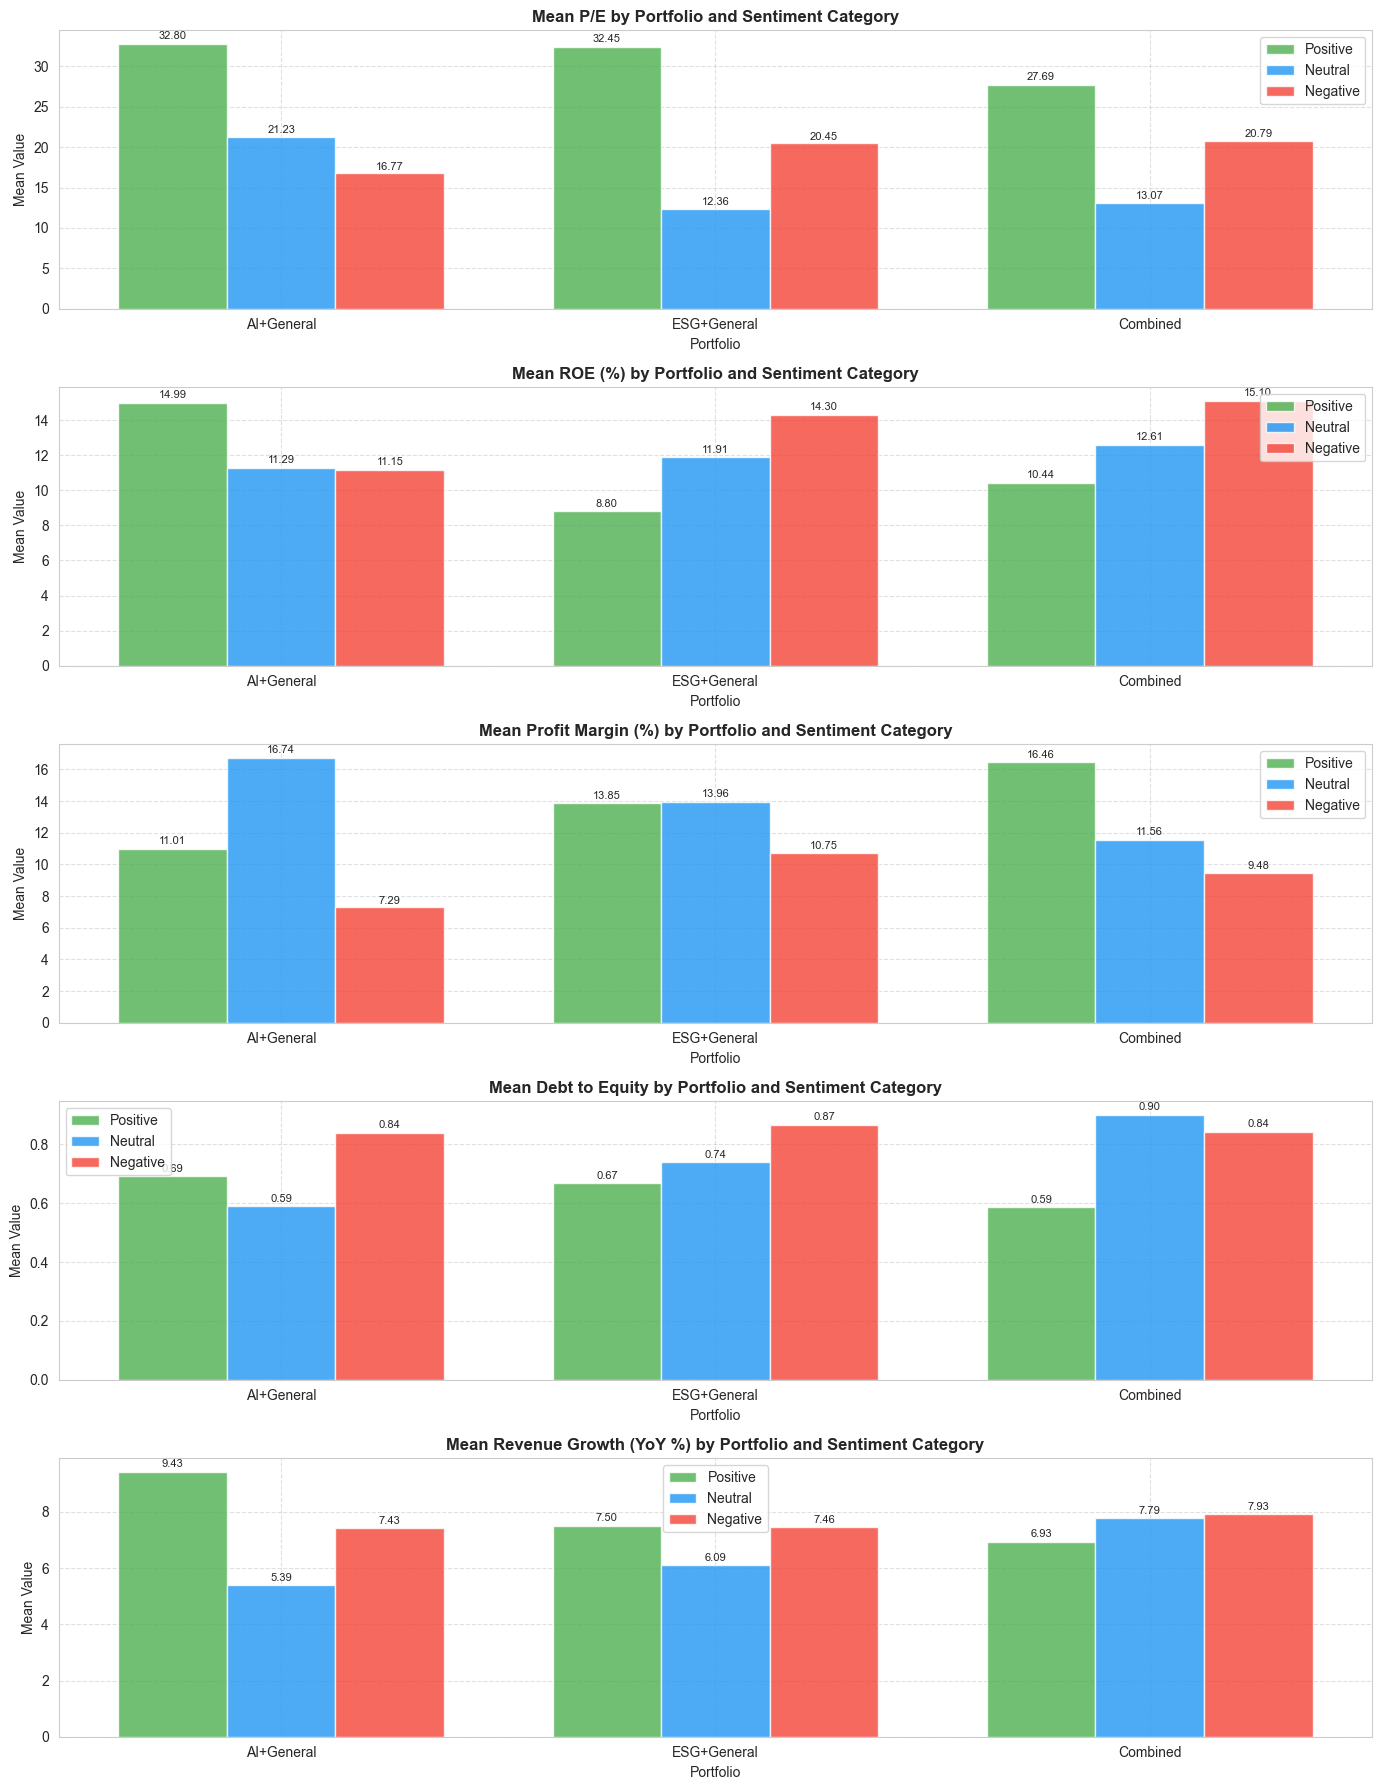 Mean P/E by Portfolio and Sentiment Category
Mean Value
30
25
20
15
10
5
0
32.80
21.23
16.77
32.45
12.36
20.45
27.69
13.07
20.79
Positive
Neutral
Negative
AI+General
ESG+General
Combined
Portfolio
Mean ROE (%) by Portfolio and Sentiment Category
Mean Value
14
12
10
8
6
4
2
0
14.99
11.29
11.15
8.80
11.91
14.30
10.44
12.61
15.10
Positive
Neutral
Negative
AI+General
ESG+General
Combined
Portfolio
Mean Profit Margin (%) by Portfolio and Sentiment Category
Mean Value
16
14
12
10
8
6
4
2
0
11.01
16.74
7.29
13.85
13.96
10.75
16.46
11.56
9.48
Positive
Neutral
Negative
AI+General
ESG+General
Combined
Portfolio
Mean Debt to Equity by Portfolio and Sentiment Category
Mean Value
0.8
0.6
0.4
0.2
0.0
Positive
Neutral
Negative
0.69
0.59
0.84
0.67
0.74
0.87
0.59
0.90
0.84
AI+General
ESG+General
Combined
Portfolio
Mean Revenue Growth (YoY %) by Portfolio and Sentiment Category
Mean Value
8
6
4
2
0
9.43
5.39
7.43
7.50
6.09
7.46
6.93
7.79
7.93
Positive
Neutral
Negative
AI+General
ESG+General
Combined
Portfolio